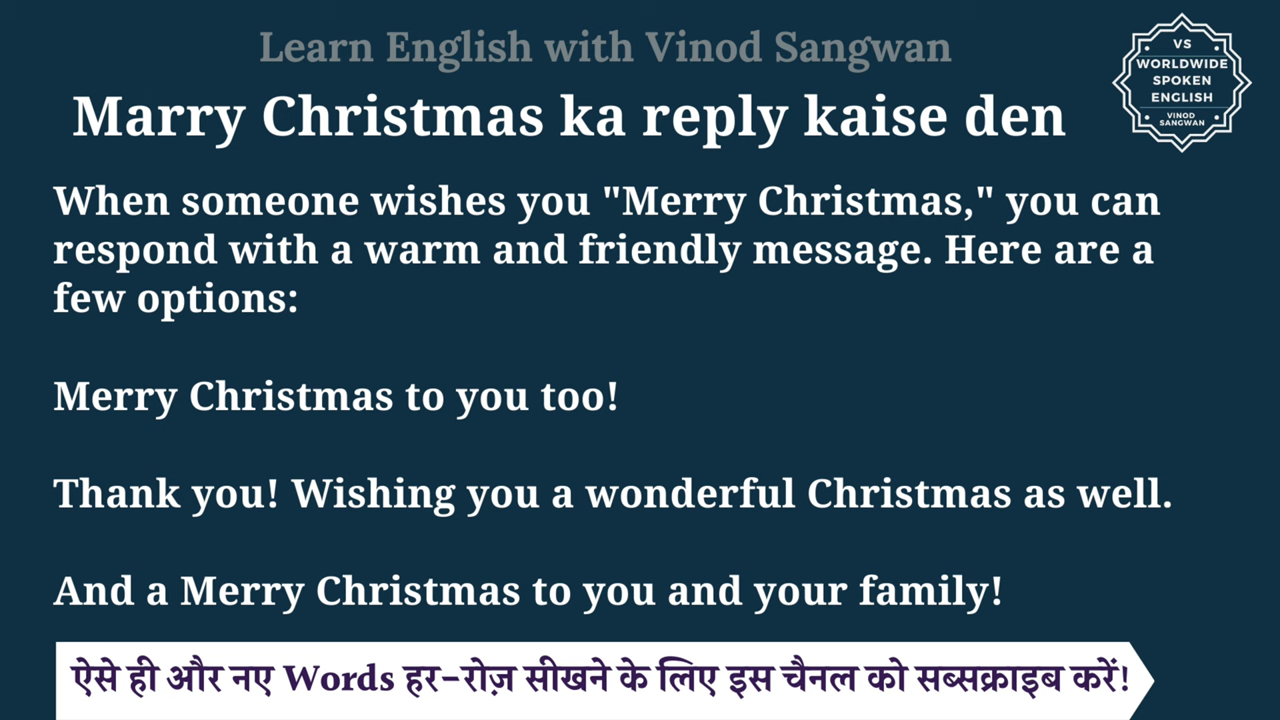 Learn English with Vinod Sangwan
VS
WORLDWIDE
SPOKEN
ENGLISH
VINOD
SANGWAN
Marry Christmas ka reply kaise den
When someone wishes you "Merry Christmas," you can
respond with a warm and friendly message. Here are a
few options:
Merry Christmas to you too!
Thank you! Wishing you a wonderful Christmas as well.
And a Merry Christmas to you and your family!
ऐसे ही और नए Words हर-रोज़ सीखने के लिए इस चैनल को सब्सक्राइब करें!